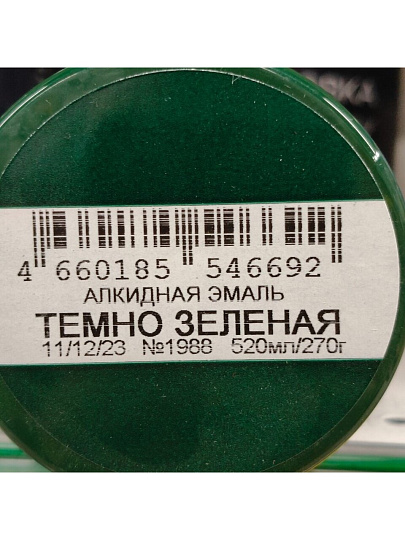 4 660185 546692
АЛКИДНАЯ ЭМАЛЬ
ТЕМНО ЗЕЛЕНАЯ
11/12/23 №1988 520мл/270г